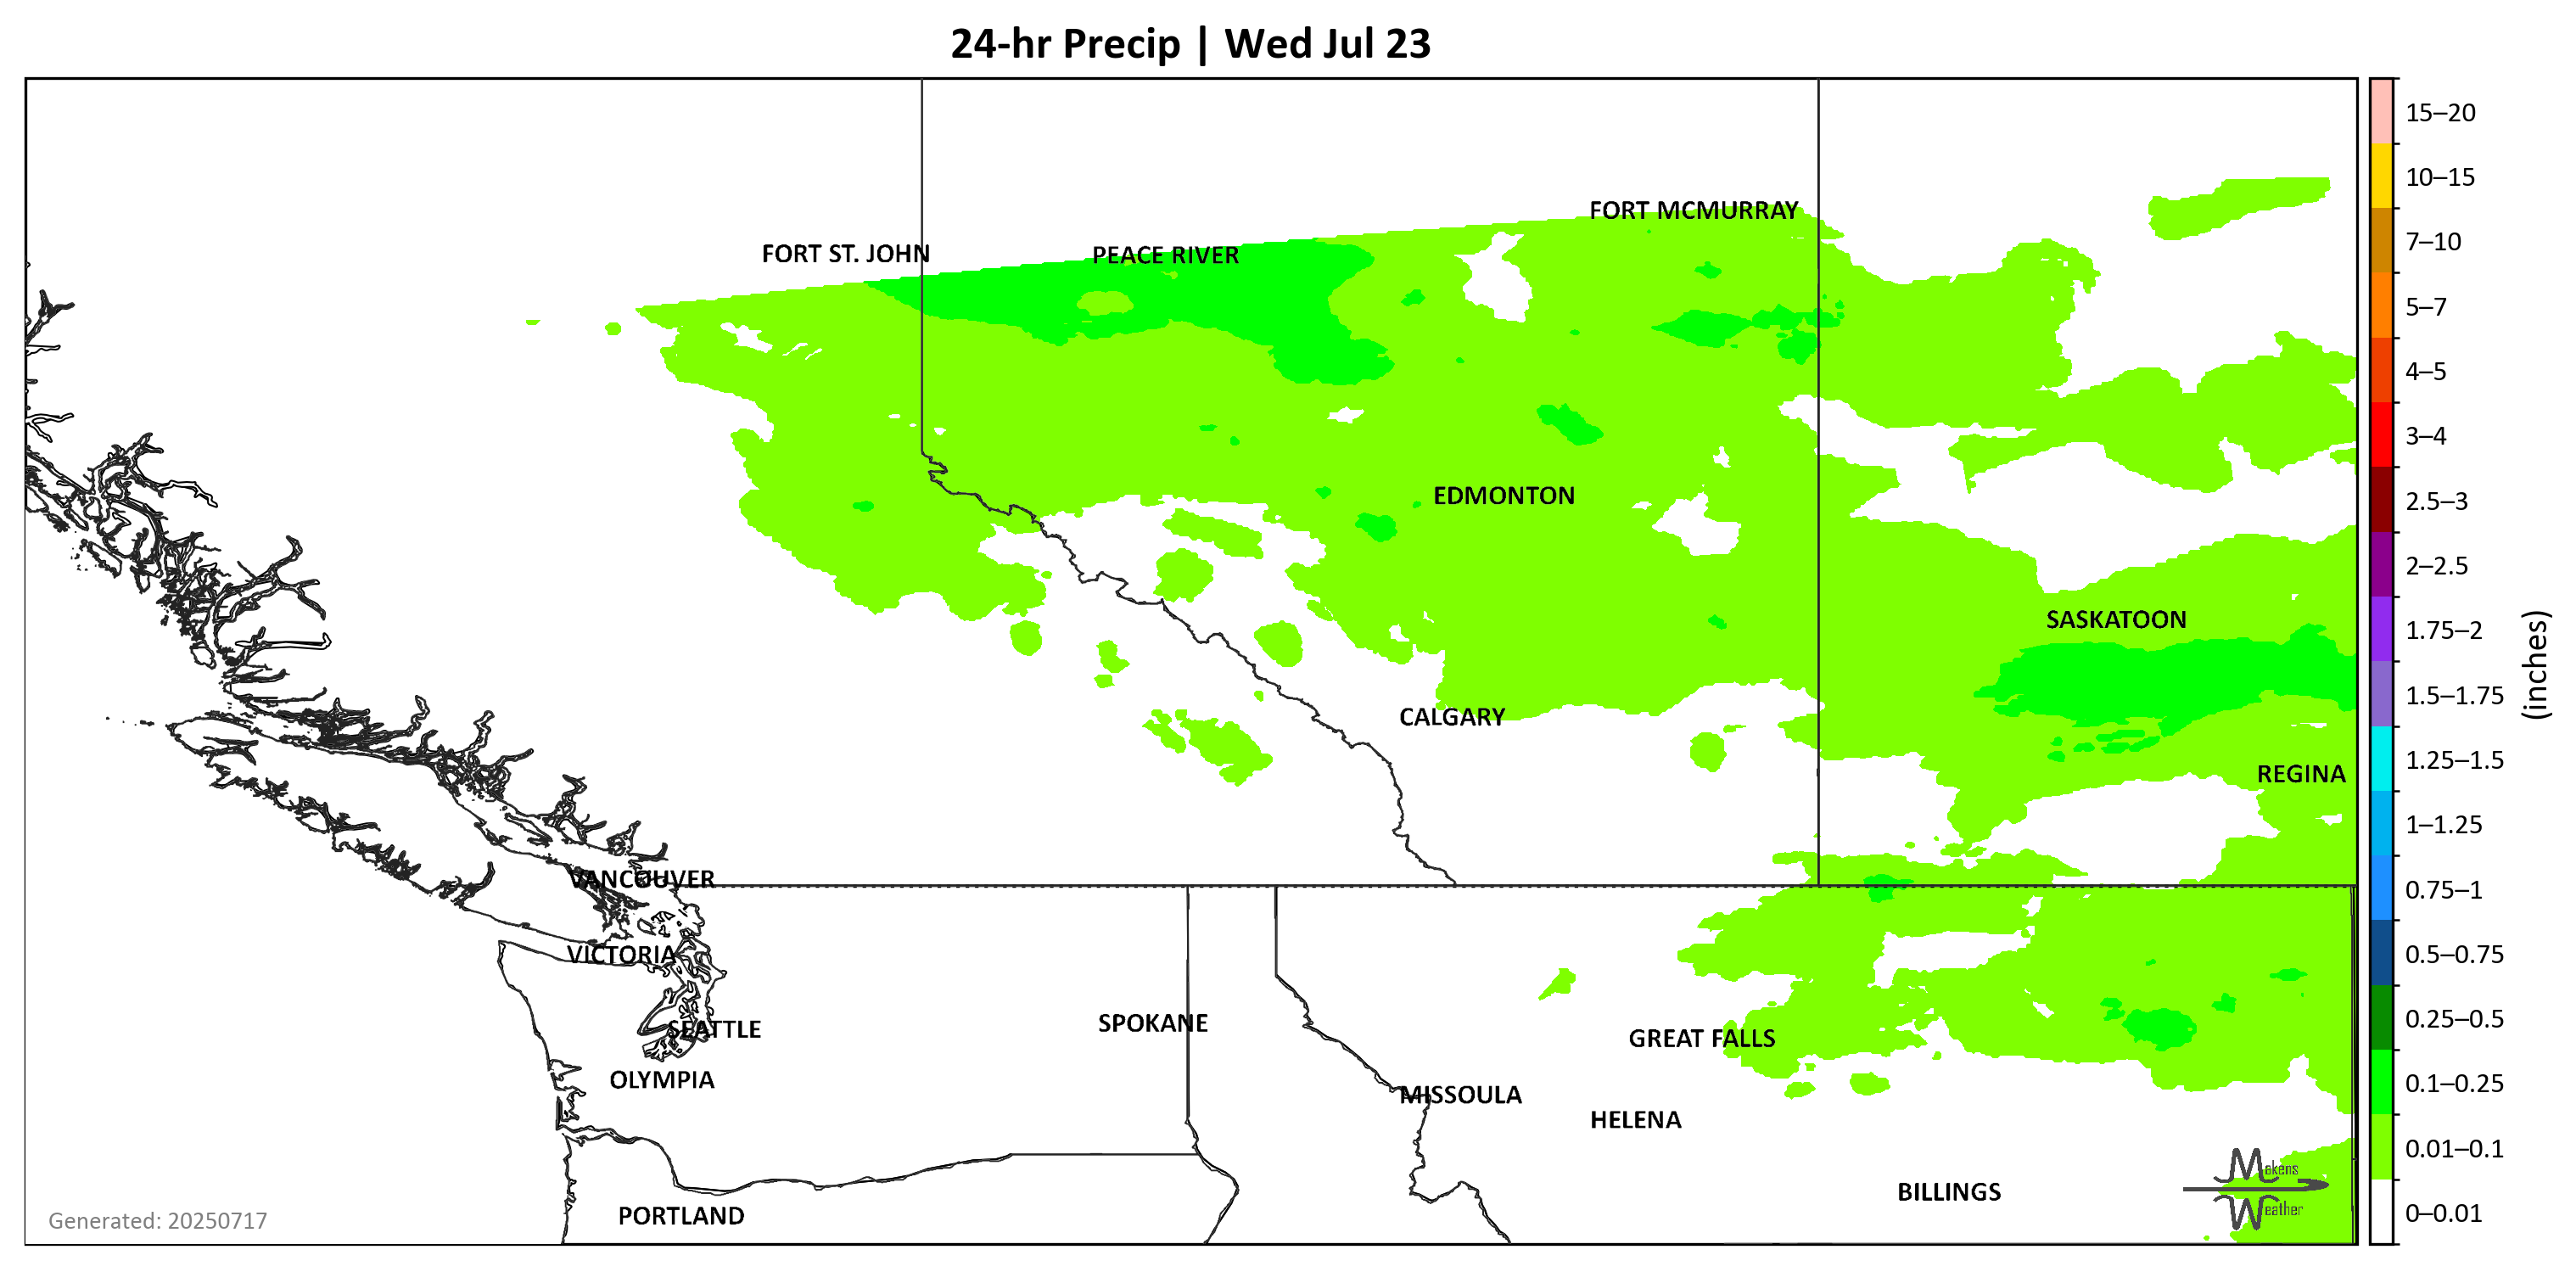 24-hr Precip | Wed Jul 23
FORT MCMURRAY
FORT ST. JOHN
PEACE RIVER
EDMONTON
SASKATOON
CALGARY
REGINA
VANCOUVER
VICTORIA
SPOKANE
SEATTLE
GREAT FALLS
OLYMPIA
MISSOULA
HELENA
BILLINGS
PORTLAND
Generated: 20250717
Makens
Weather
15–20
10–15
7–10
5–7
4–5
3–4
2.5–3
2–2.5
1.75–2
1.5–1.75
1.25–1.5
1–1.25
0.75–1
0.5–0.75
0.25–0.5
0.1–0.25
0.01–0.1
0–0.01
(inches)